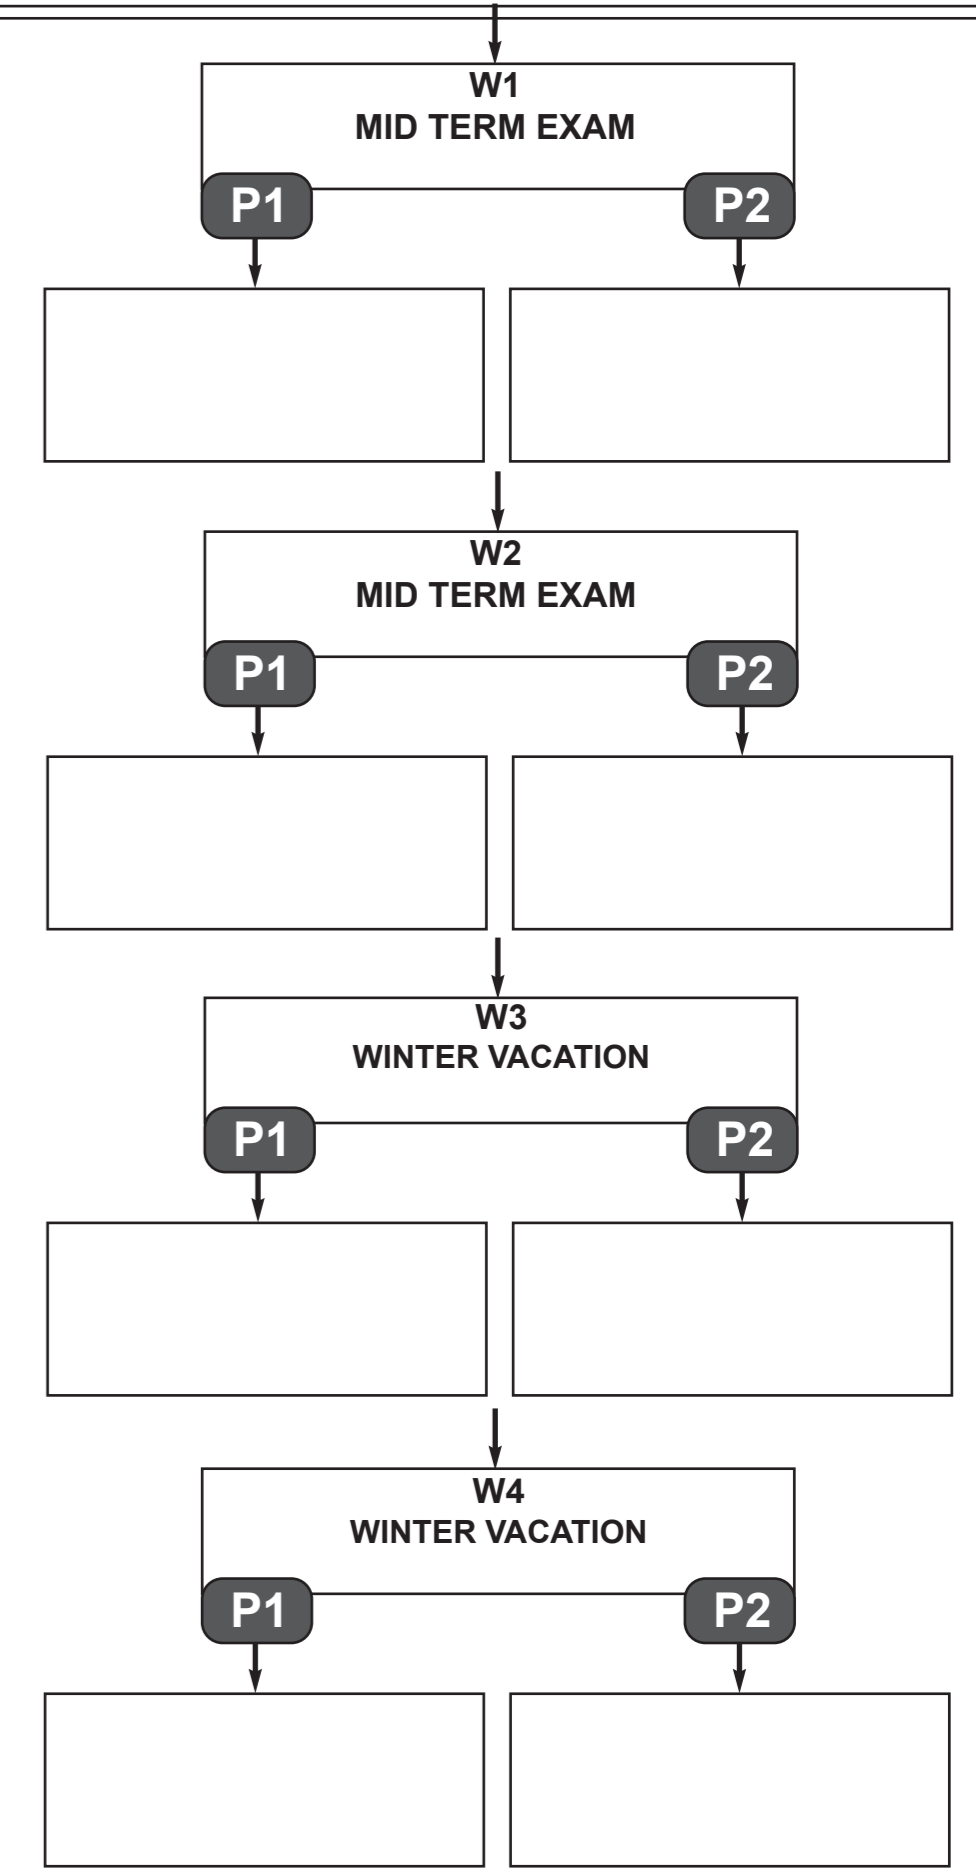 W1
MID TERM EXAM
P1 P2
W2
MID TERM EXAM
P1 P2
W3
WINTER VACATION
P1 P2
W4
WINTER VACATION
P1 P2